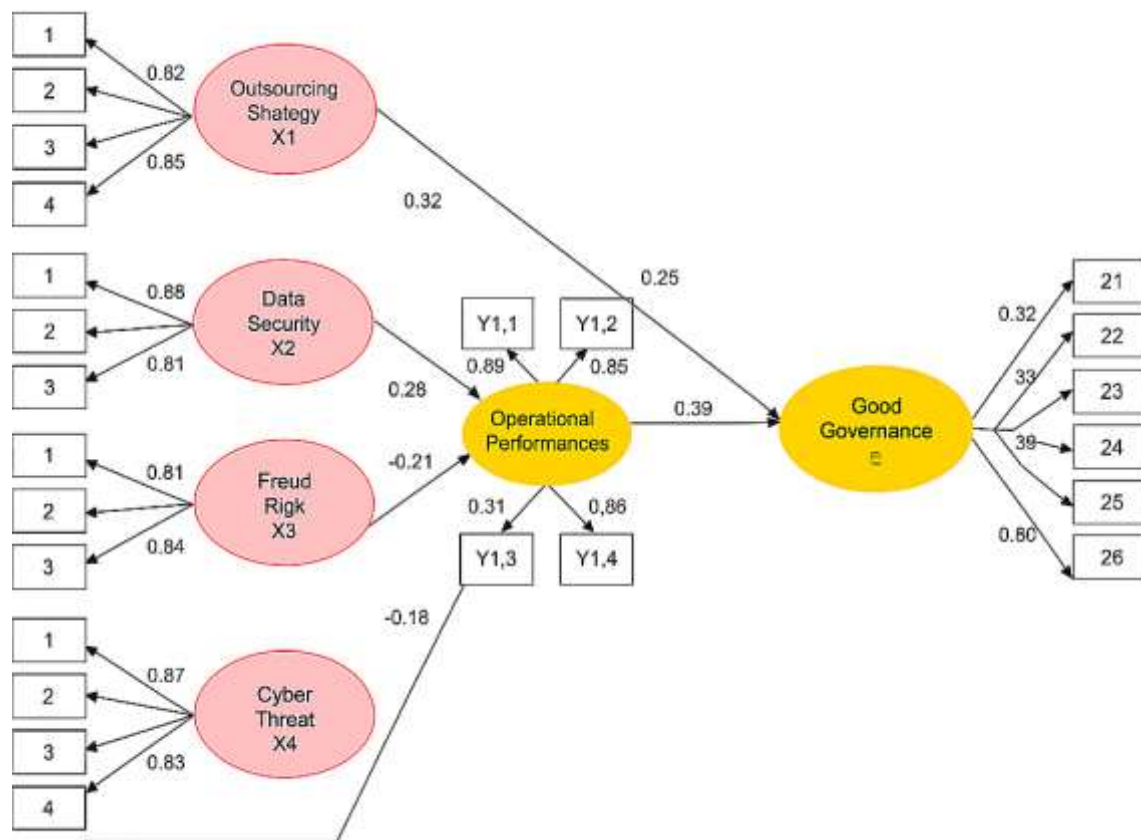 1
2
3
4
0.82
0.85
Outsourcing
Shategy
X1
0.32
0.25
1
2
3
0.88
0.81
Data
Security
X2
0.28
Y1,1
Y1,2
0.89
0.85
Operational
Performances
0.39
Good
Governance
0.32
33
39
0.80
21
22
23
24
25
26
1
2
3
0.81
0.84
Freud
Rigk
X3
-0.21
0.31
0,86
Y1,3
Y1,4
-0.18
1
2
3
4
0.87
0.83
Cyber
Threat
X4